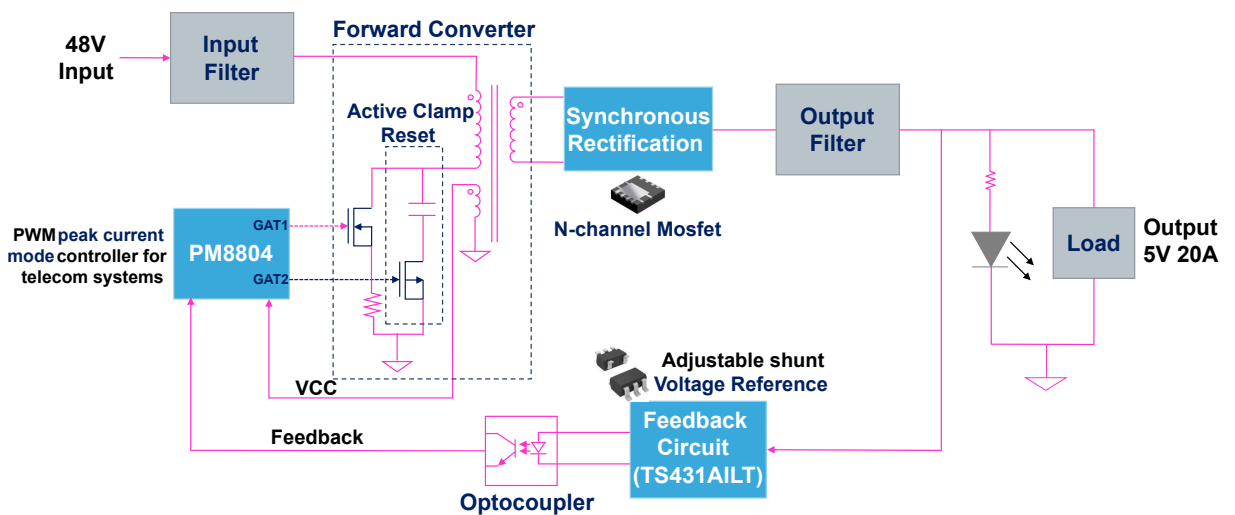 Forward Converter
48V
Input
Input
Filter
Active Clamp
Reset
Synchronous
Rectification
Output
Filter
N-channel Mosfet
PWM peak current
mode controller for
telecom systems
PM8804
GAT1
GAT2
Load
Output
5V 20A
VCC
Adjustable shunt
Voltage Reference
Feedback
Feedback
Circuit
(TS431AILT)
Optocoupler